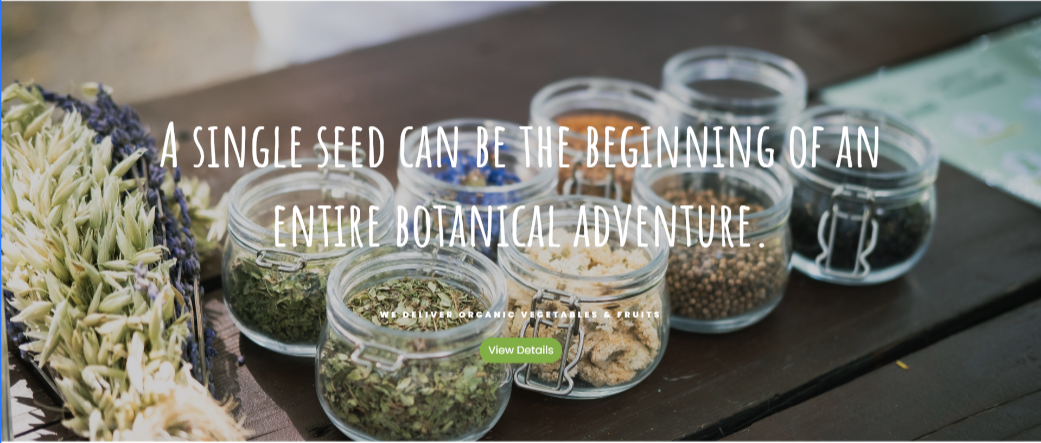 A SINGLE SEED CAN BE THE BEGINNING OF AN
ENTIRE BOTANICAL ADVENTURE.
WE DELIVER ORGANIC VEGETABLES & FRUITS
View Details